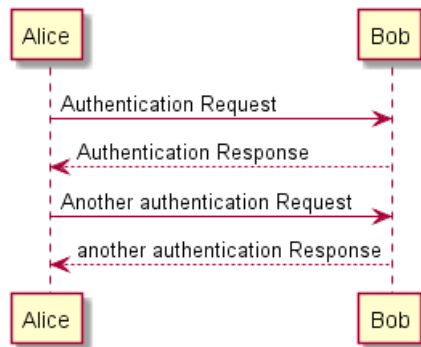 Alice Bob
Authentication Request
Authentication Response
Another authentication Request
another authentication Response
Alice Bob